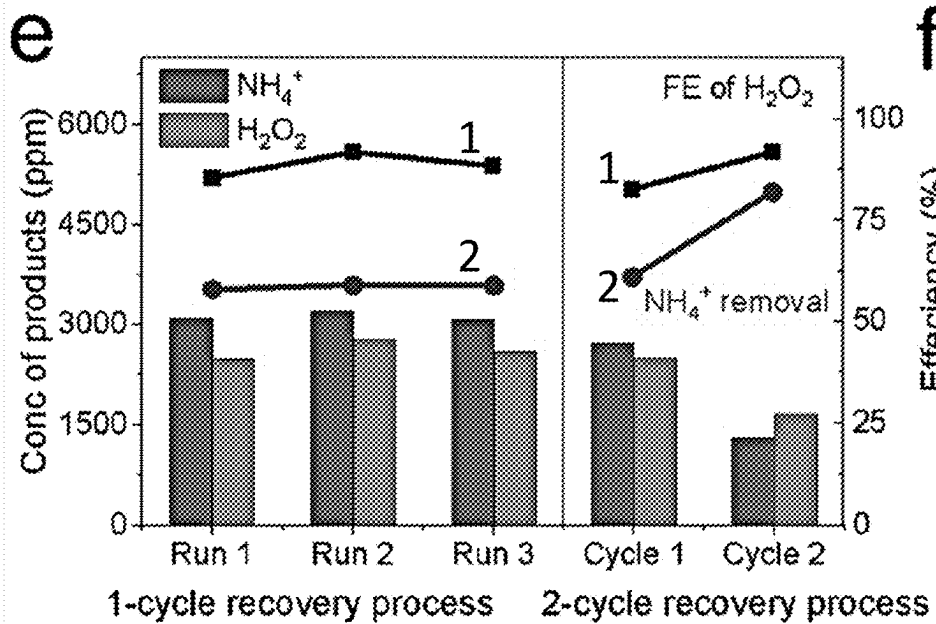 e
f
NH₄⁺
H₂O₂
FE of H₂O₂
1
2
1
2
NH₄⁺ removal
Conc of products (ppm)
6000
4500
3000
1500
0
100
75
50
25
0
Effeciency (%)
Run 1 Run 2 Run 3 Cycle 1 Cycle 2
1-cycle recovery process 2-cycle recovery process